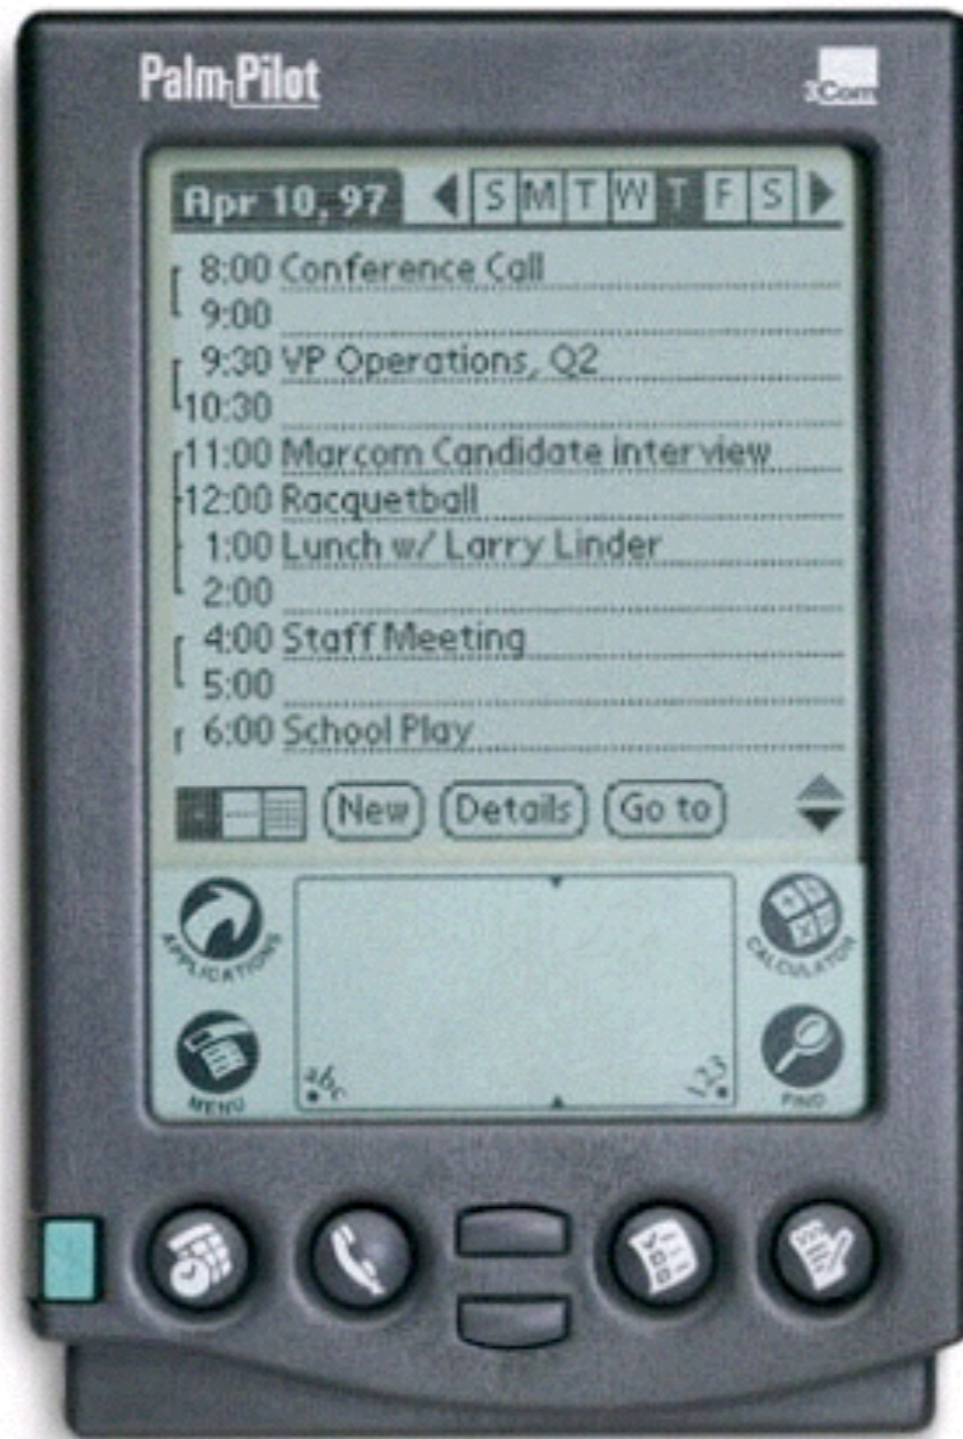 Palm Pilot
3Com
Apr 10, 97 S M T W T F S
8:00 Conference Call
9:00
9:30 VP Operations, Q2
10:30
11:00 Marcom Candidate interview
12:00 Racquetball
1:00 Lunch w/ Larry Linder
2:00
4:00 Staff Meeting
5:00
6:00 School Play
New Details Go to
APPLICATIONS
CALCULATOR
MENU
abc
123
FIND